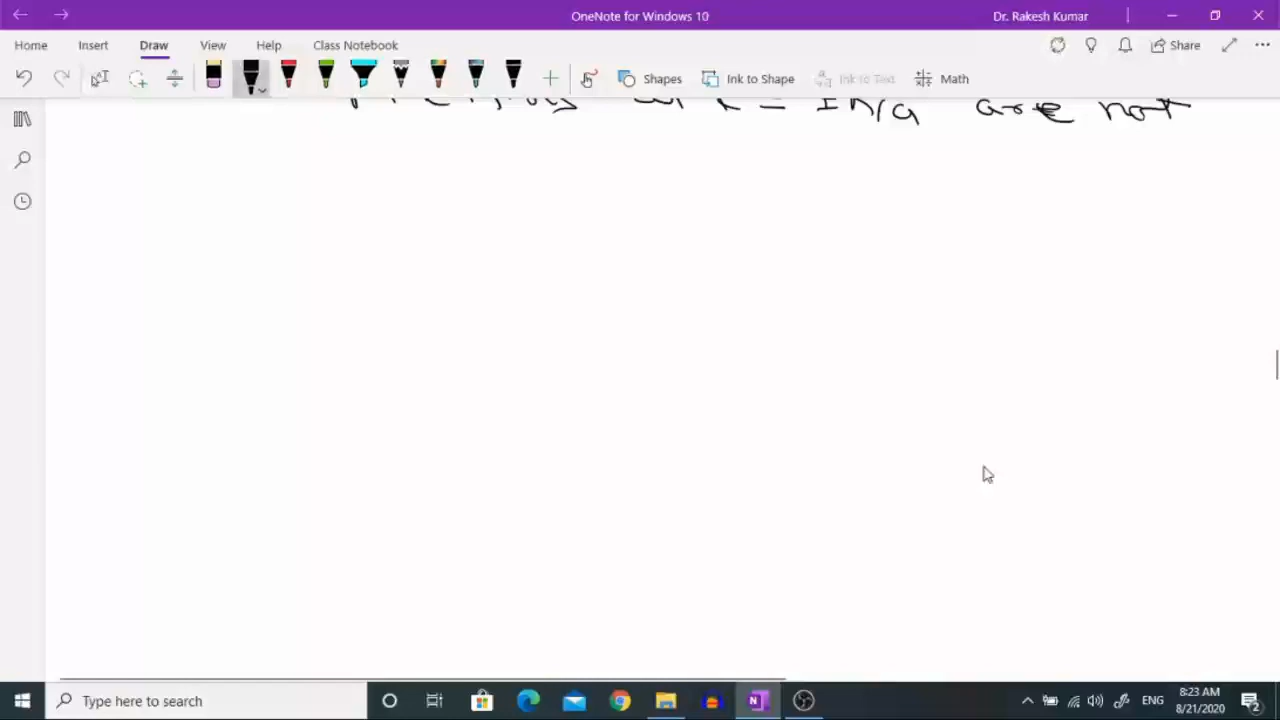 OneNote for Windows 10
Dr. Rakesh Kumar
Home Insert Draw View Help Class Notebook
Share
Shapes Ink to Shape Ink to Text Math
are not
Type here to search
ENG
8:23 AM
8/21/2020
2